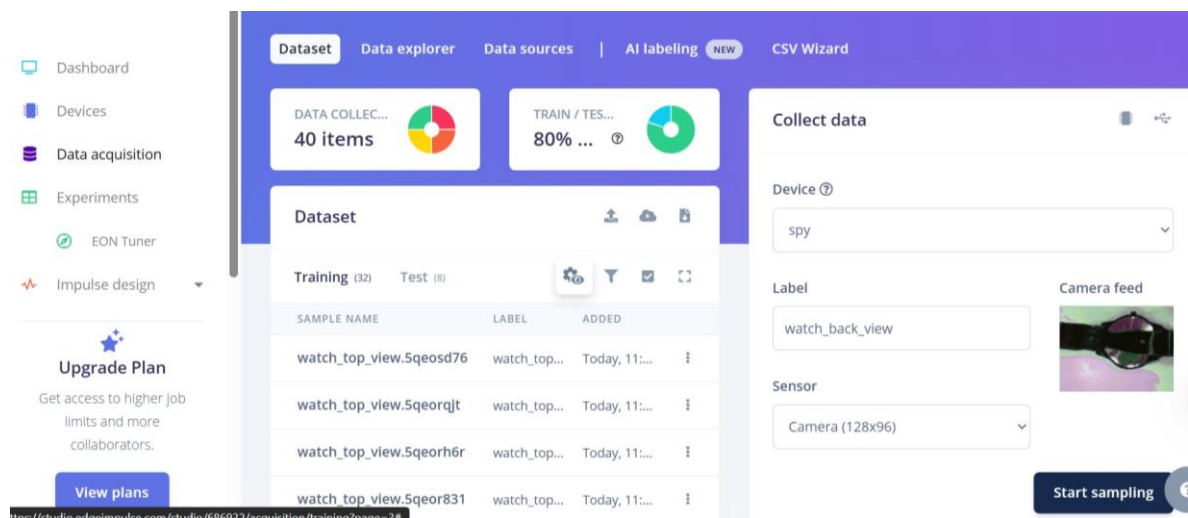 Dashboard
Devices
Data acquisition
Experiments
EON Tuner
Impulse design
Upgrade Plan
Get access to higher job
limits and more
collaborators.
View plans
Dataset Data explorer Data sources | AI labeling NEW CSV Wizard
DATA COLLEC...
40 items
TRAIN / TES...
80% ...
Dataset
Training (32) Test (8)
SAMPLE NAME LABEL ADDED
watch_top_view.5qeosd76 watch_top... Today, 11:...
watch_top_view.5qeorqjt watch_top... Today, 11:...
watch_top_view.5qeorh6r watch_top... Today, 11:...
watch_top_view.5qeor831 watch_top... Today, 11:...
Collect data
Device
spy
Label
watch_back_view
Camera feed
Sensor
Camera (128x96)
Start sampling